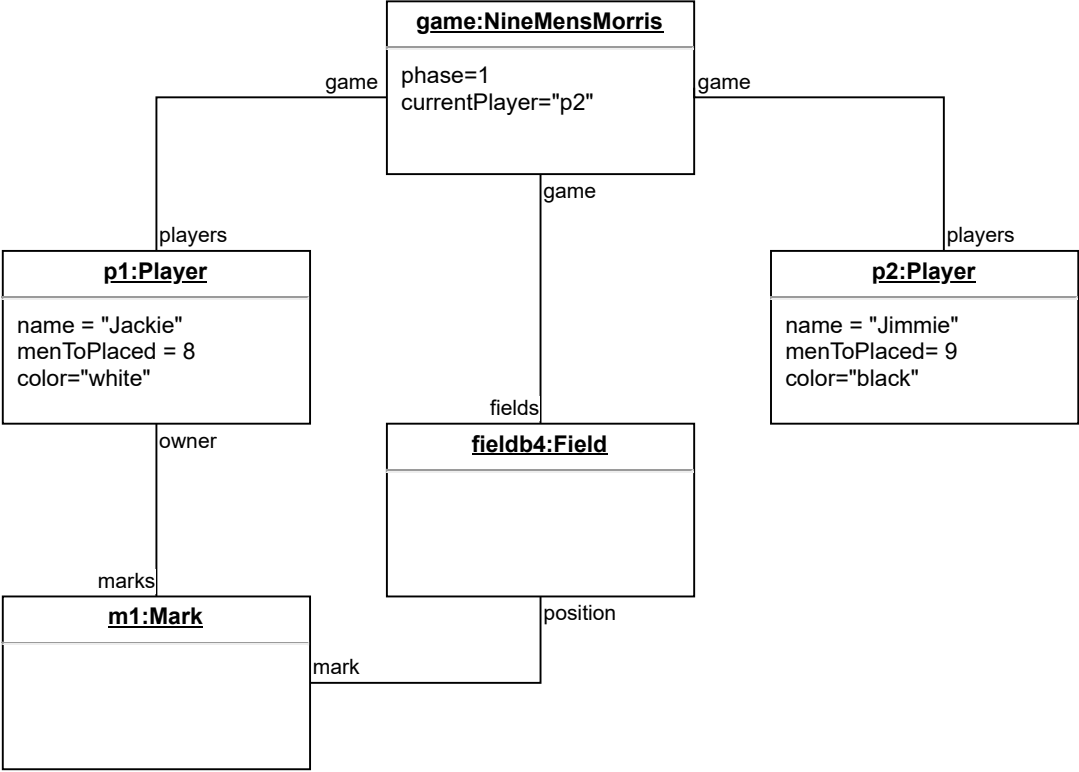 game:NineMensMorris
phase=1
currentPlayer="p2"
game
game
game
players
players
p1:Player
name = "Jackie"
menToPlaced = 8
color="white"
p2:Player
name = "Jimmie"
menToPlaced= 9
color="black"
fields
fieldb4:Field
owner
marks
m1:Mark
position
mark